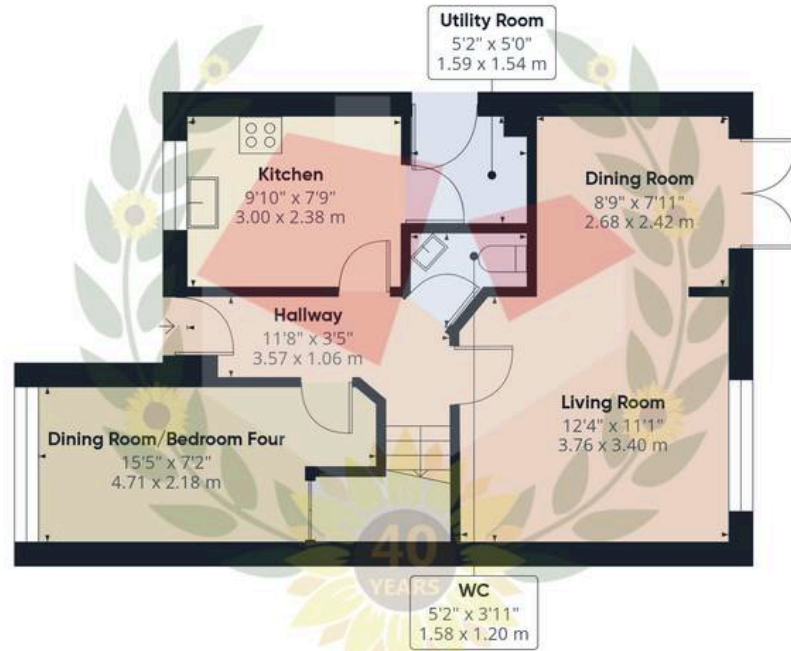 Utility Room
5'2" x 5'0"
1.59 x 1.54 m
Kitchen
9'10" x 7'9"
3.00 x 2.38 m
Dining Room
8'9" x 7'11"
2.68 x 2.42 m
Hallway
11'8" x 3'5"
3.57 x 1.06 m
Living Room
12'4" x 11'1"
3.76 x 3.40 m
Dining Room/Bedroom Four
15'5" x 7'2"
4.71 x 2.18 m
40
YEARS
WC
5'2" x 3'11"
1.58 x 1.20 m